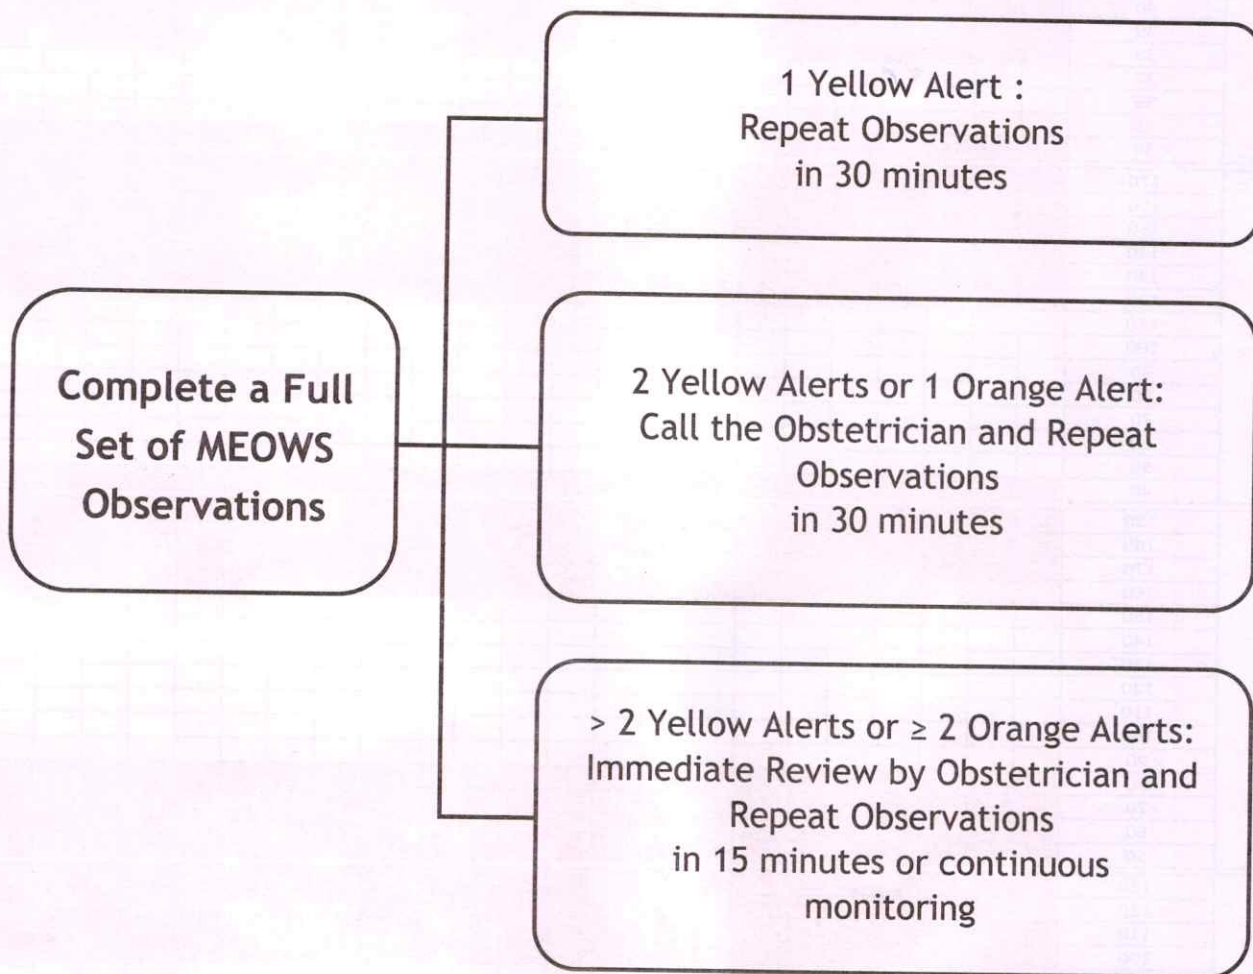 1 Yellow Alert :
Repeat Observations
in 30 minutes
Complete a Full
Set of MEOWS
Observations
2 Yellow Alerts or 1 Orange Alert:
Call the Obstetrician and Repeat
Observations
in 30 minutes
> 2 Yellow Alerts or ≥ 2 Orange Alerts:
Immediate Review by Obstetrician and
Repeat Observations
in 15 minutes or continuous
monitoring